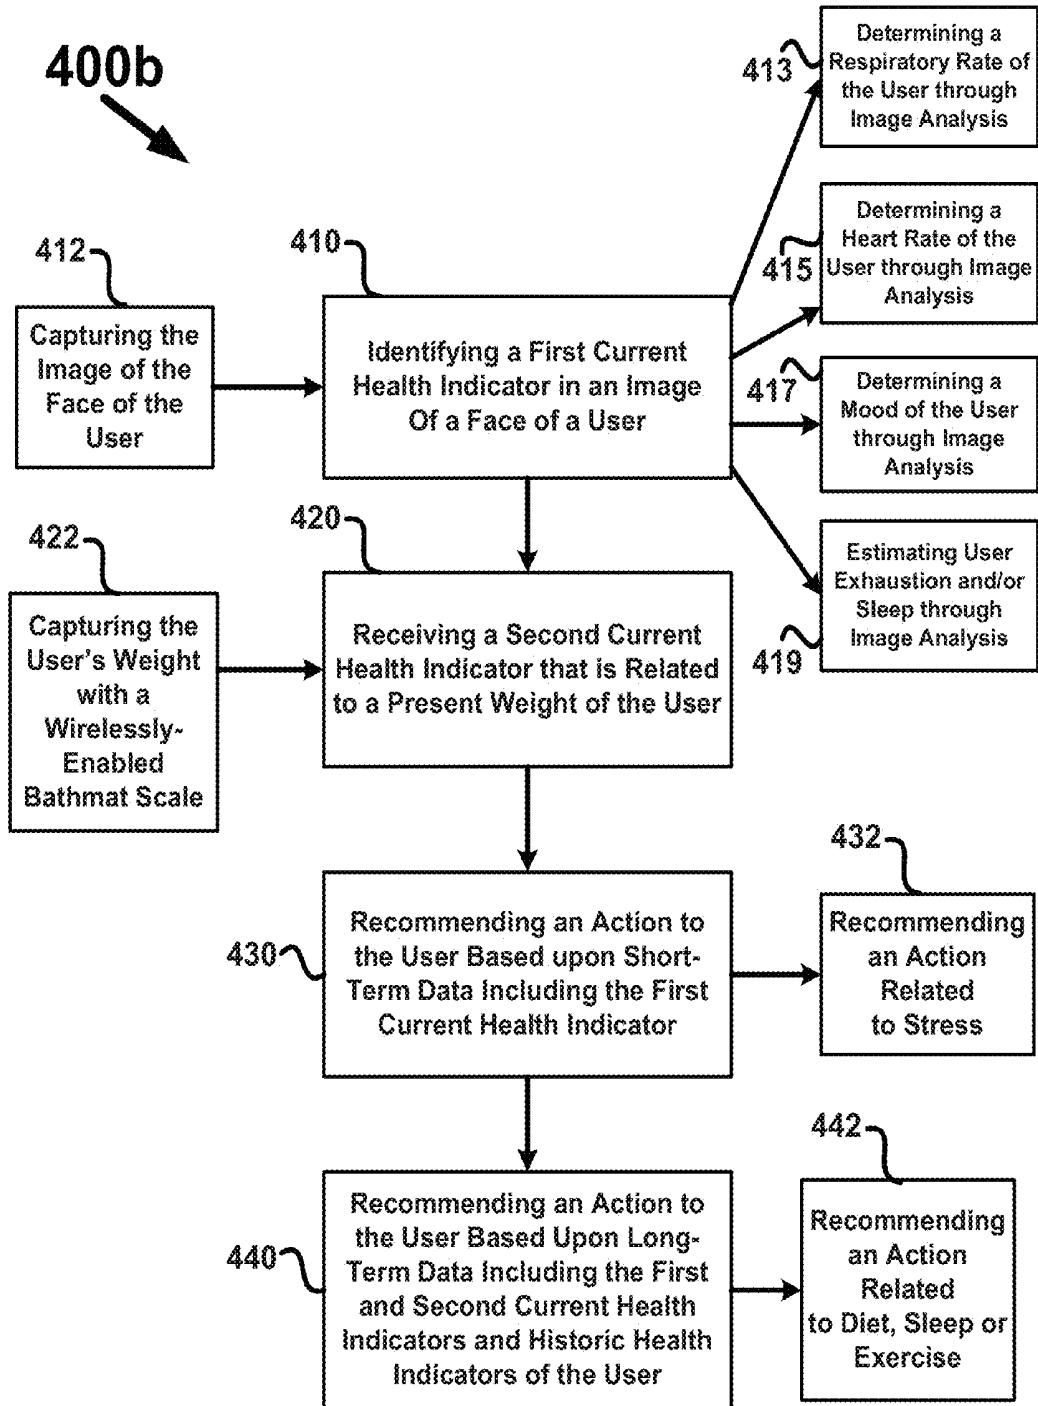 400b
413
Determining a
Respiratory Rate of
the User through
Image Analysis
412
410
415
Determining a
Heart Rate of the
User through Image
Analysis
Capturing the
Image of the
Face of the
User
Identifying a First Current
Health Indicator in an Image
Of a Face of a User
417
Determining a
Mood of the User
through Image
Analysis
422
420
419
Estimating User
Exhaustion and/or
Sleep through
Image Analysis
Capturing the
User's Weight
with a
Wirelessly-
Enabled
Bathmat Scale
Receiving a Second Current
Health Indicator that is Related
to a Present Weight of the User
430
Recommending an Action to
the User Based upon Short-
Term Data Including the First
Current Health Indicator
432
Recommending
an Action
Related
to Stress
440
Recommending an Action to
the User Based Upon Long-
Term Data Including the First
and Second Current Health
Indicators and Historic Health
Indicators of the User
442
Recommending
an Action
Related
to Diet, Sleep or
Exercise